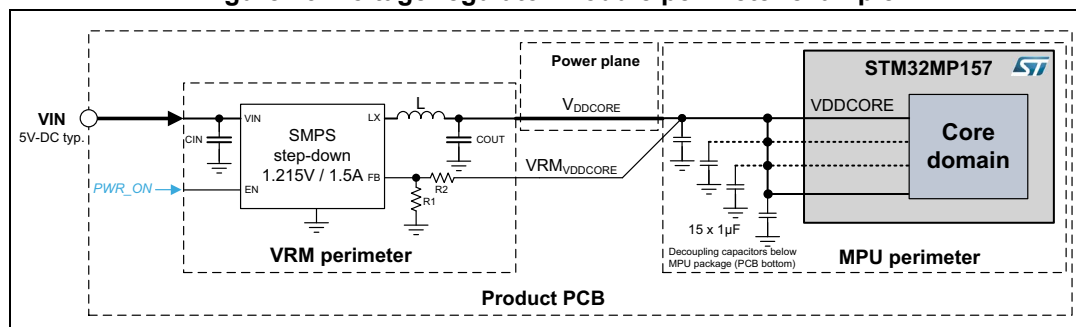 Power plane
STM32MP157
ST
VIN
5V-DC typ.
VIN
LX
L
VDDCORE
VDDCORE
CIN
SMPS
step-down
1.215V / 1.5A
COUT
Core
domain
PWR_ON
EN
FB
R2
R1
VRMVDDCORE
15 x 1µF
VRM perimeter
Decoupling capacitors below
MPU package (PCB bottom)
MPU perimeter
Product PCB